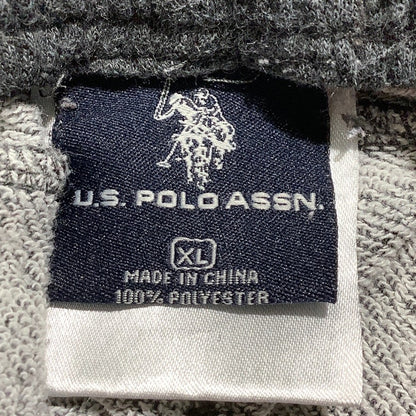 U.S. POLO ASSN.
XL
MADE IN CHINA
100% POLYESTER